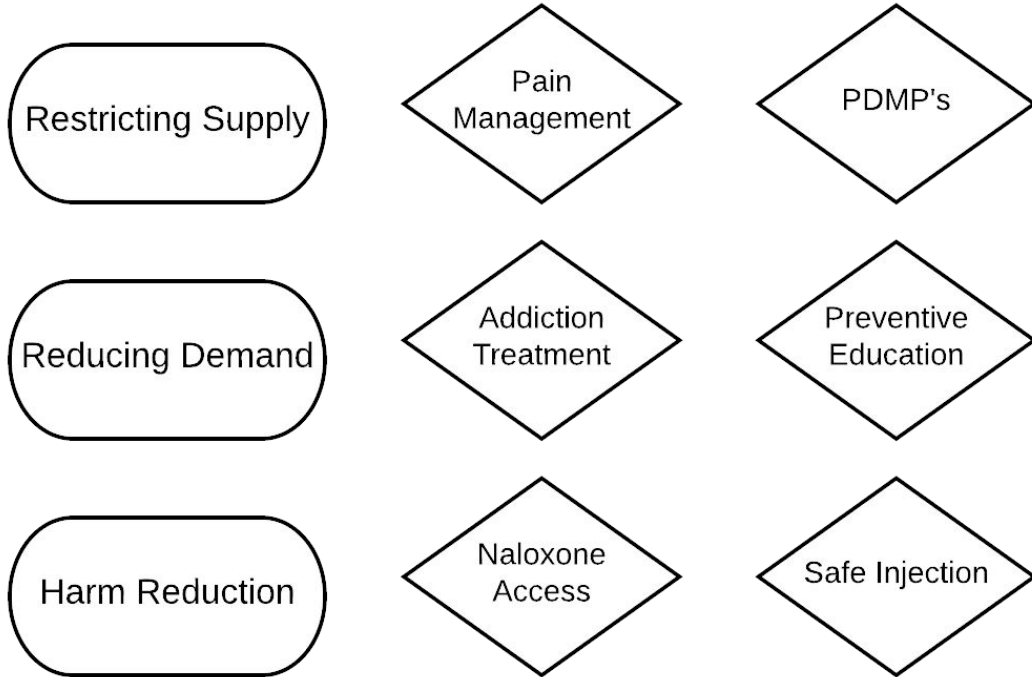 Restricting Supply
Pain
Management
PDMP's
Reducing Demand
Addiction
Treatment
Preventive
Education
Harm Reduction
Naloxone
Access
Safe Injection